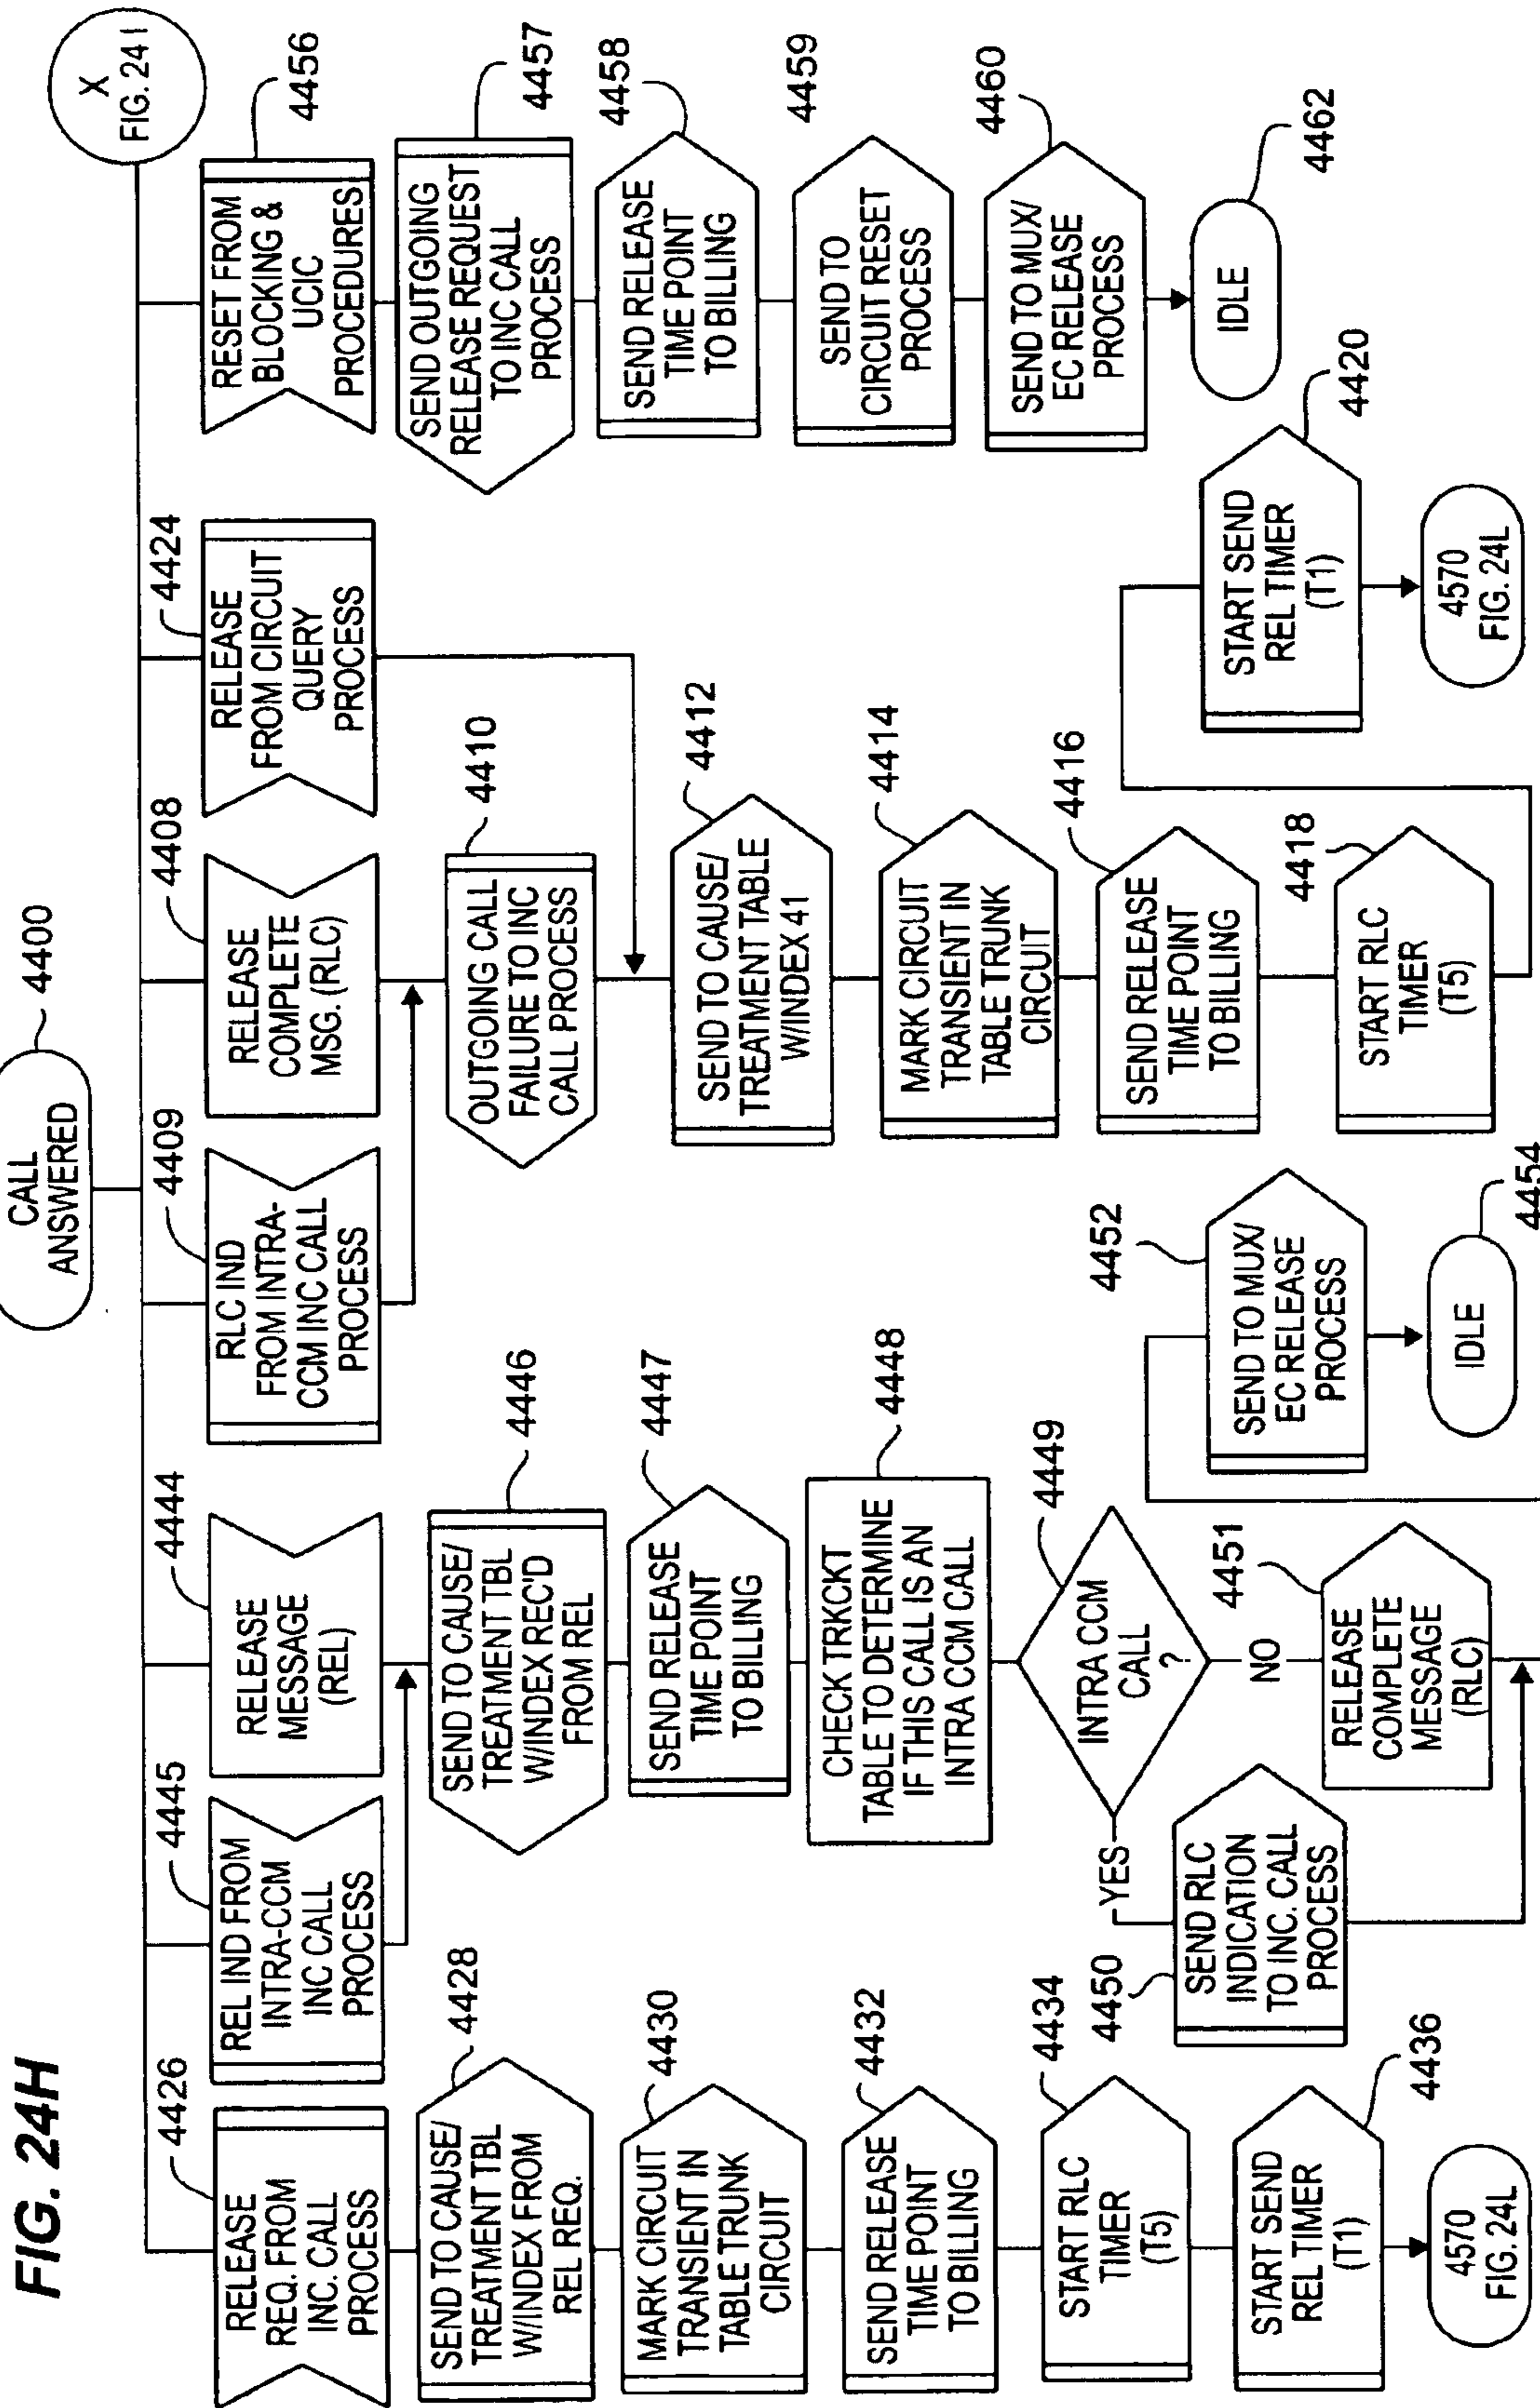 FIG. 24H
CALL
ANSWERED
4400
X
FIG. 24 I
4426
RELEASE
REQ. FROM
INC. CALL
PROCESS
4428
SEND TO CAUSE/
TREATMENT TBL
W/INDEX FROM
REL REQ.
4430
MARK CIRCUIT
TRANSIENT IN
TABLE TRUNK
CIRCUIT
4432
SEND RELEASE
TIME POINT
TO BILLING
4434
START RLC
TIMER
(T5)
4436
START SEND
REL TIMER
(T1)
4570
FIG. 24L
4445
REL IND FROM
INTRA-CCM
INC CALL
PROCESS
4444
RELEASE
MESSAGE
(REL)
4446
SEND TO CAUSE/
TREATMENT TBL
W/INDEX REC'D
FROM REL
4447
SEND RELEASE
TIME POINT
TO BILLING
4448
CHECK TRKCKT
TABLE TO DETERMINE
IF THIS CALL IS AN
INTRA CCM CALL
4449
INTRA CCM
CALL
?
YES
NO
4450
SEND RLC
INDICATION
TO INC. CALL
PROCESS
4451
RELEASE
COMPLETE
MESSAGE
(RLC)
4452
SEND TO MUX/
EC RELEASE
PROCESS
4454
IDLE
4409
RLC IND
FROM INTRA-
CCM INC CALL
PROCESS
4408
RELEASE
COMPLETE
MSG. (RLC)
4410
OUTGOING CALL
FAILURE TO INC
CALL PROCESS
4424
RELEASE
FROM CIRCUIT
QUERY
PROCESS
4412
SEND TO CAUSE/
TREATMENT TABLE
W/INDEX 41
4414
MARK CIRCUIT
TRANSIENT IN
TABLE TRUNK
CIRCUIT
4416
SEND RELEASE
TIME POINT
TO BILLING
4418
START RLC
TIMER
(T5)
4420
START SEND
REL TIMER
(T1)
4570
FIG. 24L
4456
RESET FROM
BLOCKING &
UCIC
PROCEDURES
4457
SEND OUTGOING
RELEASE REQUEST
TO INC CALL
PROCESS
4458
SEND RELEASE
TIME POINT
TO BILLING
4459
SEND TO
CIRCUIT RESET
PROCESS
4460
SEND TO MUX/
EC RELEASE
PROCESS
4462
IDLE